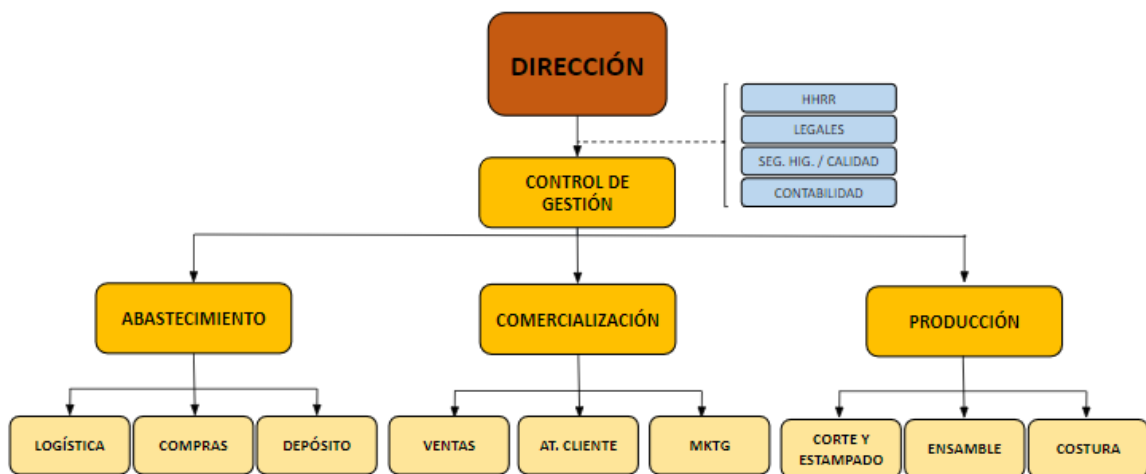 DIRECCIÓN
HHRR
LEGALES
SEG. HIG. / CALIDAD
CONTABILIDAD
CONTROL DE
GESTIÓN
ABASTECIMIENTO
COMERCIALIZACIÓN
PRODUCCIÓN
LOGÍSTICA
COMPRAS
DEPÓSITO
VENTAS
AT. CLIENTE
MKTG
CORTE Y
ESTAMPADO
ENSAMBLE
COSTURA